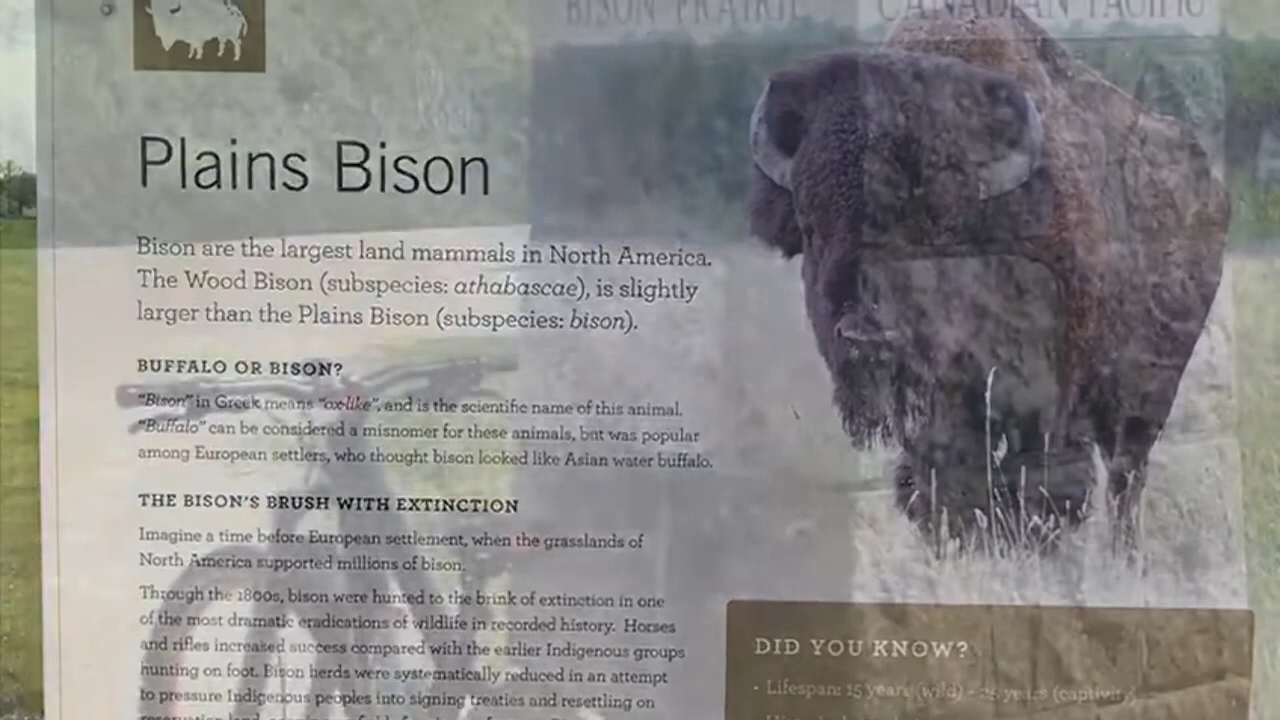 BISON PRAIRIE
CANADIAN PACIFIC
Plains Bison
Bison are the largest land mammals in North America.
The Wood Bison (subspecies: athabascae), is slightly
larger than the Plains Bison (subspecies: bison).
BUFFALO OR BISON?
“Bison” in Greek means “ox-like”, and is the scientific name of this animal.
“Buffalo” can be considered a misnomer for these animals, but was popular
among European settlers, who thought bison looked like Asian water buffalo.
THE BISON’S BRUSH WITH EXTINCTION
Imagine a time before European settlement, when the grasslands of
North America supported millions of bison.
Through the 1800s, bison were hunted to the brink of extinction in one
of the most dramatic eradications of wildlife in recorded history. Horses
and rifles increased success compared with the earlier Indigenous groups
hunting on foot. Bison herds were systematically reduced in an attempt
to pressure Indigenous peoples into signing treaties and resettling on
DID YOU KNOW?
• Lifespan: 15 years (wild) - 25 years (captivity)